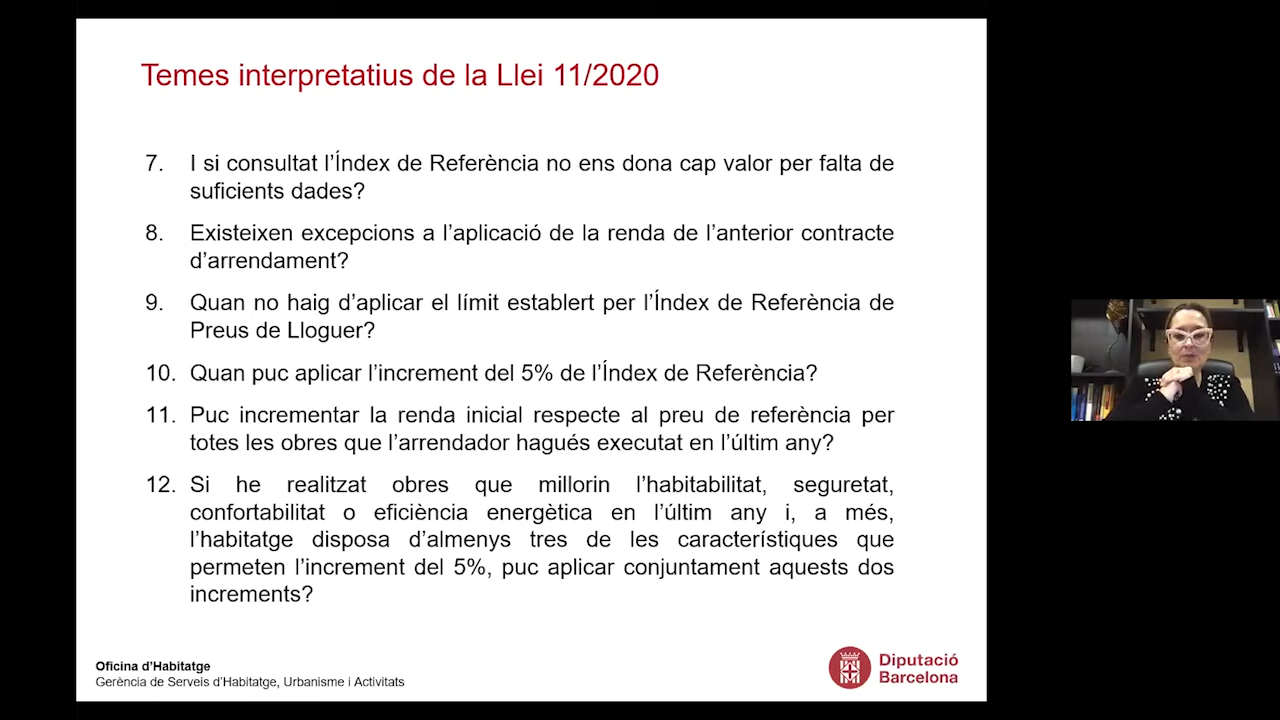 Temes interpretatius de la Llei 11/2020
7. I si consultat l’Índex de Referència no ens dona cap valor per falta de
suficients dades?
8. Existeixen excepcions a l’aplicació de la renda de l’anterior contracte
d’arrendament?
9. Quan no haig d’aplicar el límit establert per l’Índex de Referència de
Preus de Lloguer?
10. Quan puc aplicar l’increment del 5% de l’Índex de Referència?
11. Puc incrementar la renda inicial respecte al preu de referència per
totes les obres que l’arrendador hagués executat en l’últim any?
12. Si he realitzat obres que millorin l’habitabilitat, seguretat,
confortabilitat o eficiència energètica en l’últim any i, a més,
l’habitatge disposa d’almenys tres de les característiques que
permeten l’increment del 5%, puc aplicar conjuntament aquests dos
increments?
Oficina d’Habitatge
Gerència de Serveis d’Habitatge, Urbanisme i Activitats
Diputació
Barcelona